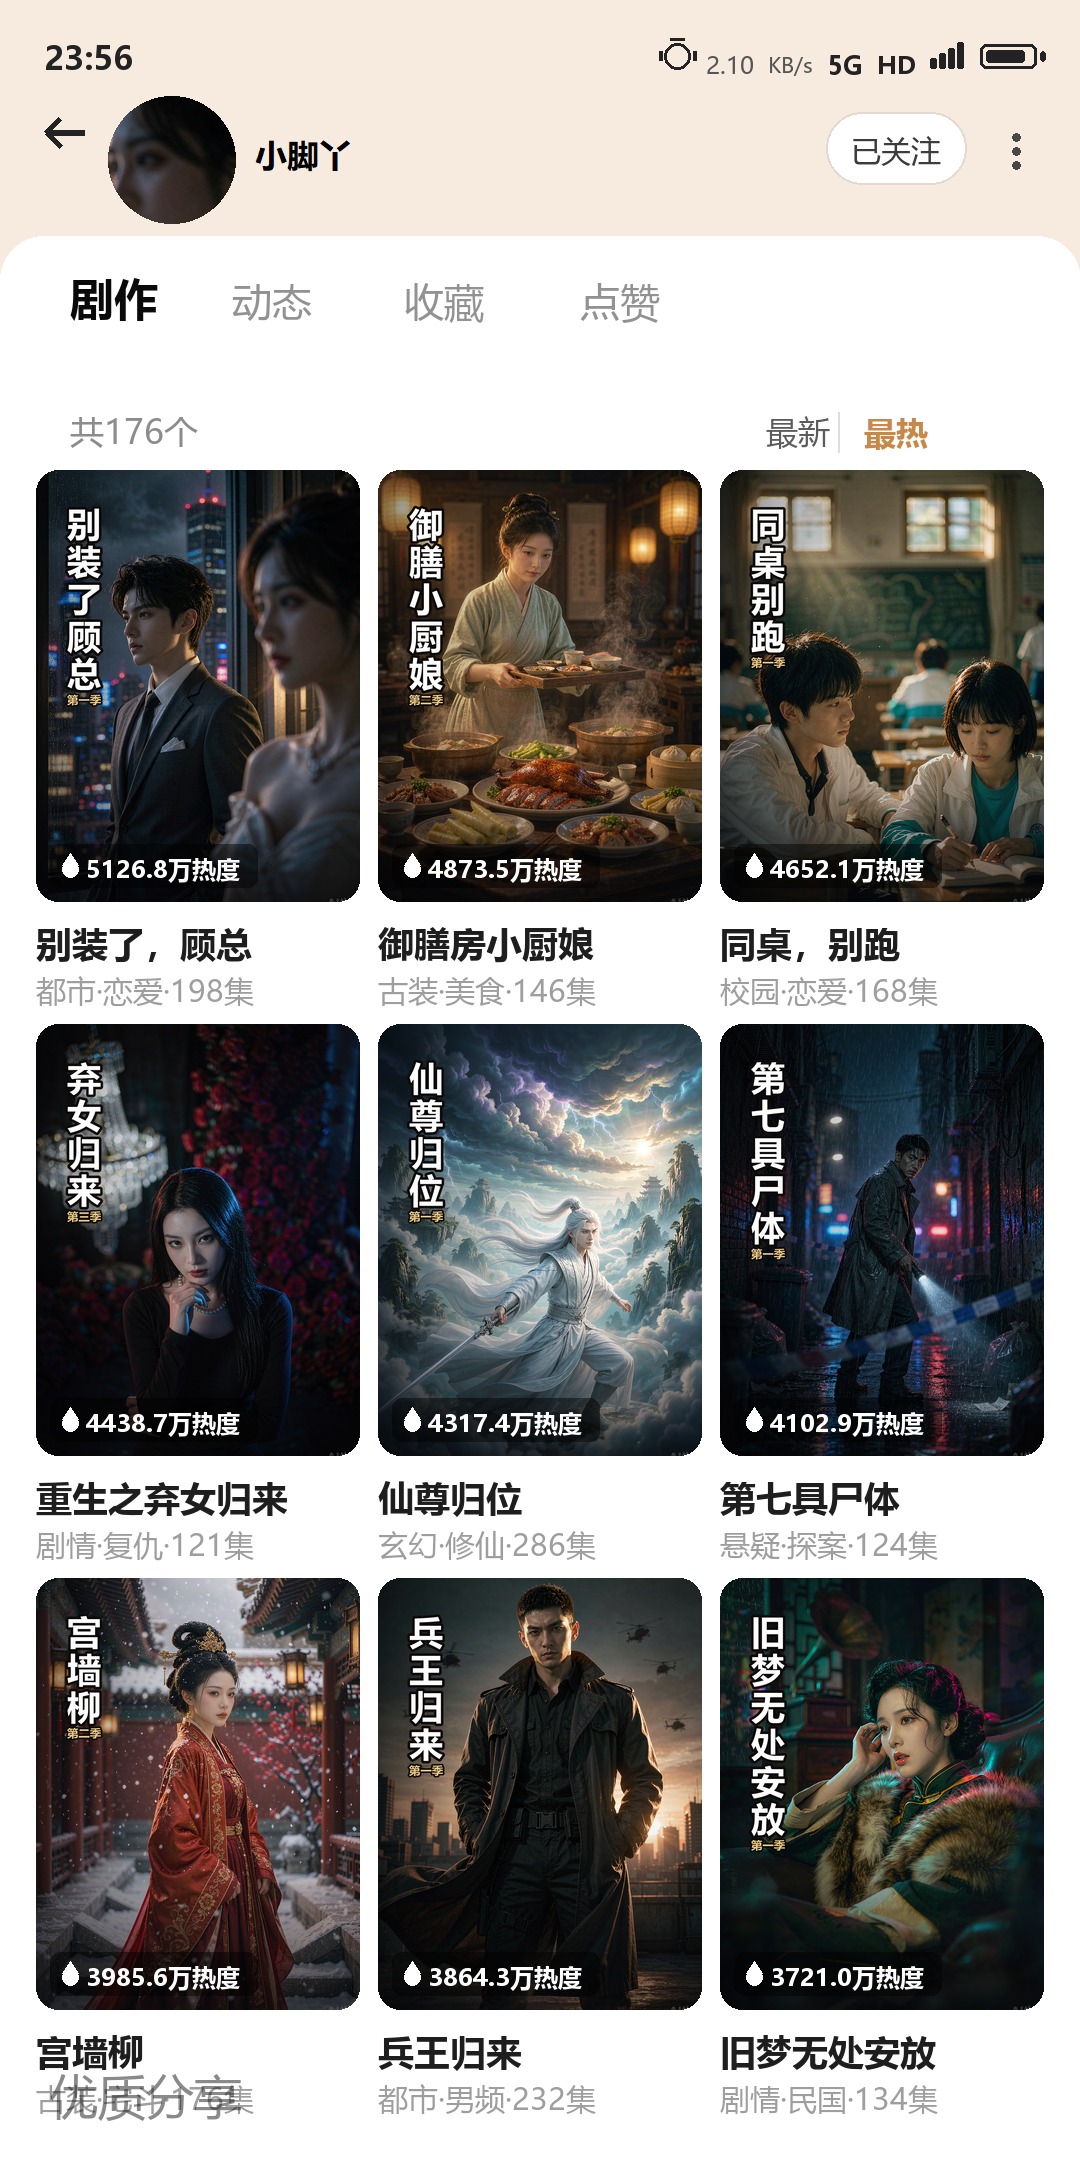 23:56
2.10 KB/s 5G HD
小脚丫
已关注
剧作 动态 收藏 点赞
共176个
最新 最热
别装了顾总
第一季
5126.8万热度
御膳小厨娘
第二季
4873.5万热度
同桌别跑
第一季
4652.1万热度
别装了，顾总
都市·恋爱·198集
御膳房小厨娘
古装·美食·146集
同桌，别跑
校园·恋爱·168集
弃女归来
第三季
4438.7万热度
仙尊归位
第一季
4317.4万热度
第七具尸体
第一季
4102.9万热度
重生之弃女归来
剧情·复仇·121集
仙尊归位
玄幻·修仙·286集
第七具尸体
悬疑·探案·124集
宫墙柳
第二季
3985.6万热度
兵王归来
第一季
3864.3万热度
旧梦无处安放
第一季
3721.0万热度
宫墙柳
古装·
176集
优质分享
兵王归来
都市·男频·232集
旧梦无处安放
剧情·民国·134集